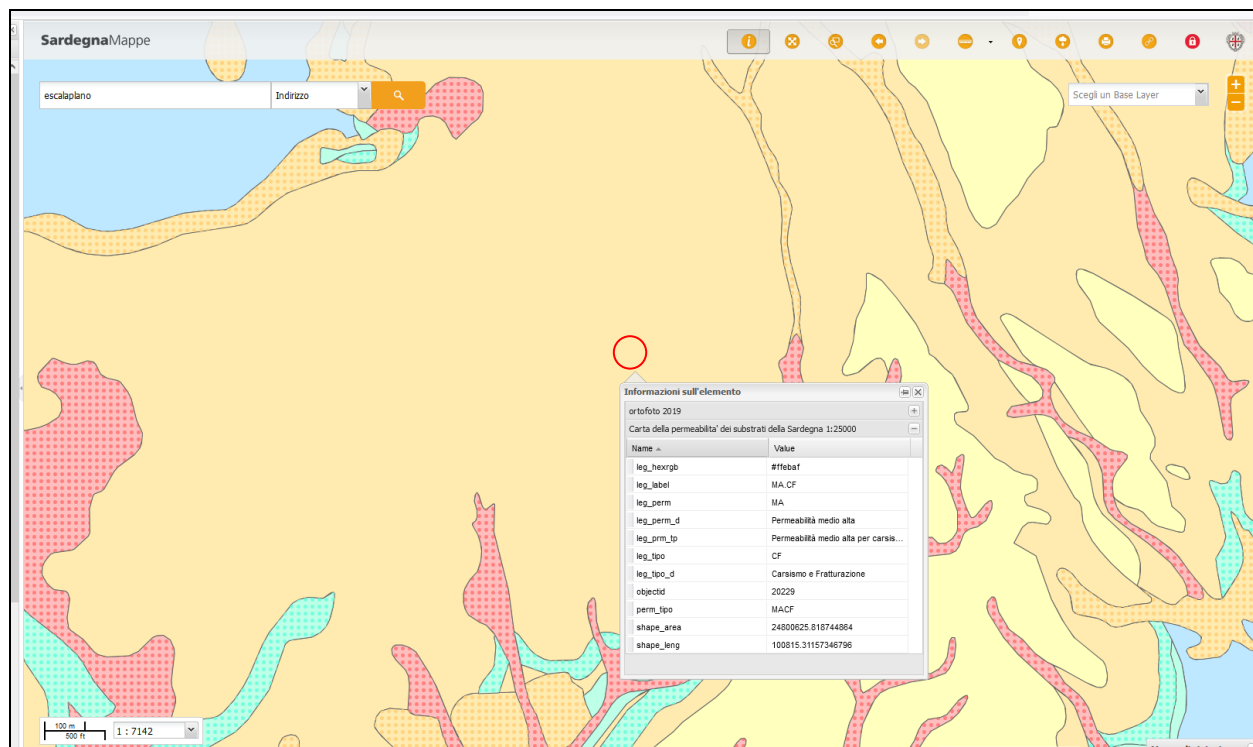 SardegnaMappe
escalaplano
Indirizzo
Scegli un Base Layer
+
−
Informazioni sull'elemento
ortofoto 2019
Carta della permeabilita' dei substrati della Sardegna 1:25000
Name Value
leg_hexrgb #ffebaf
leg_label MA.CF
leg_perm MA
leg_perm_d Permeabilità medio alta
leg_prm_tp Permeabilità medio alta per carsis...
leg_tipo CF
leg_tipo_d Carsismo e Fratturazione
objectid 20229
perm_tipo MACF
shape_area 24800625.818744864
shape_leng 100815.31157346796
100 m
500 ft
1 : 7142